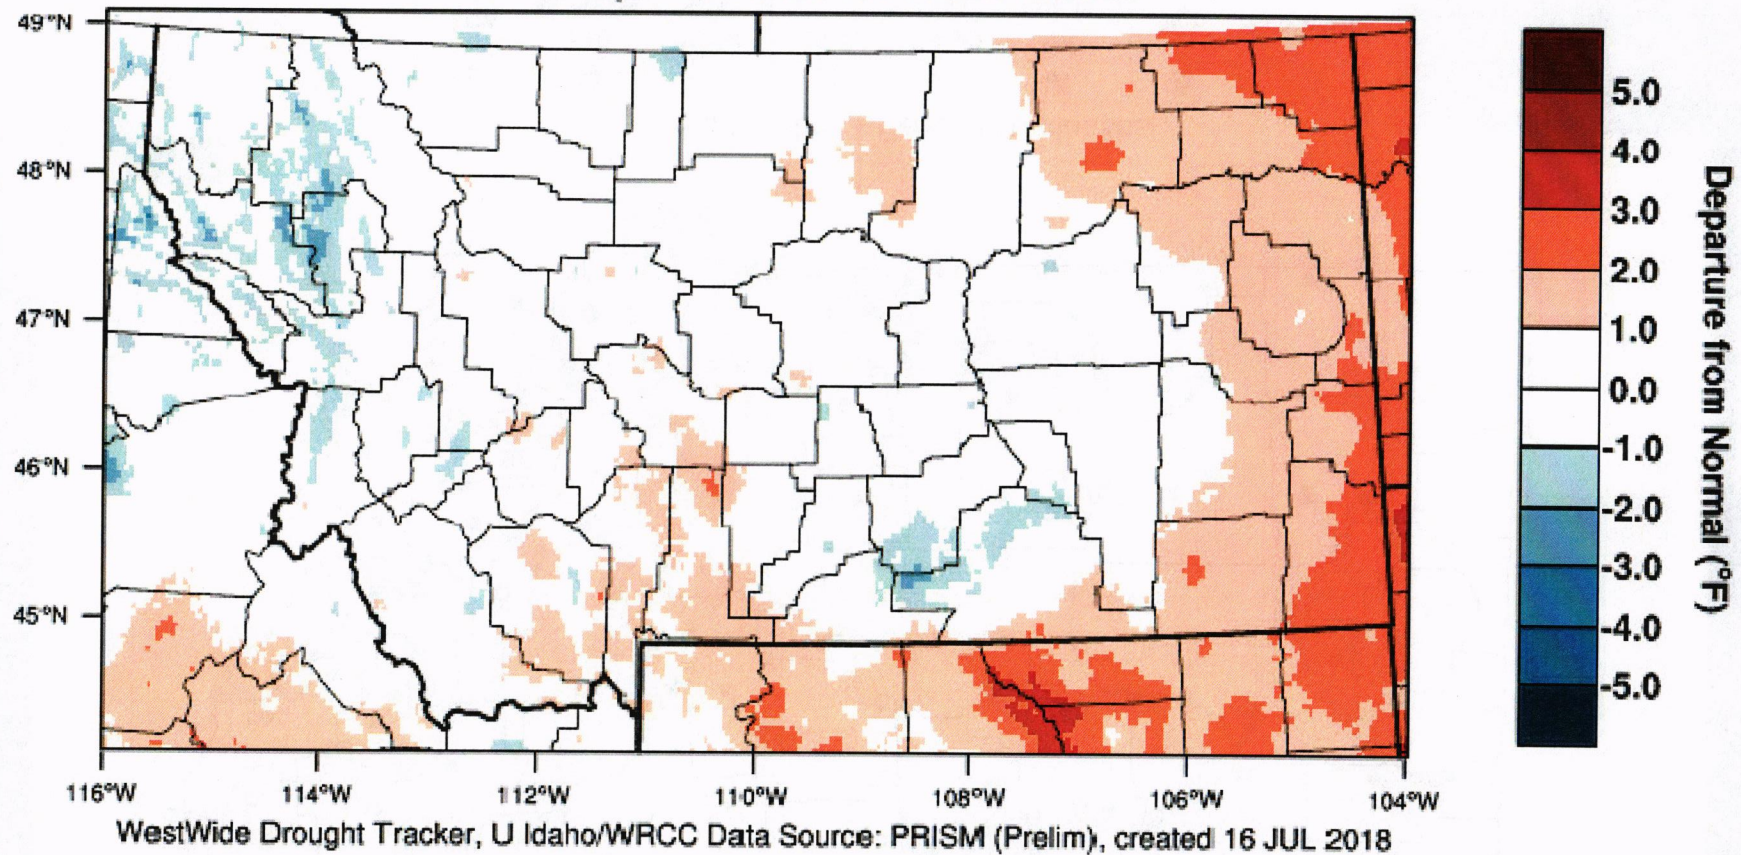 49°N
48°N
47°N
46°N
45°N
116°W
114°W
112°W
110°W
108°W
106°W
104°W
5.0
4.0
3.0
2.0
1.0
0.0
-1.0
-2.0
-3.0
-4.0
-5.0
Departure from Normal (°F)
WestWide Drought Tracker, U Idaho/WRCC Data Source: PRISM (Prelim), created 16 JUL 2018